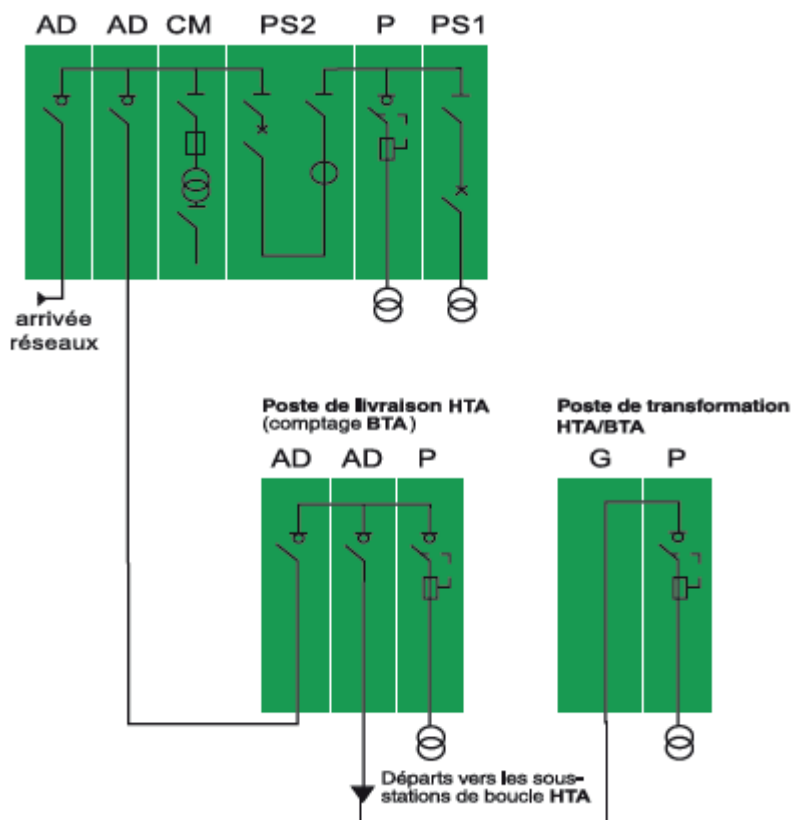 AD AD CM PS2 P PS1
arrivée
réseaux
Poste de livraison HTA
(comptage BTA)
AD AD P
Poste de transformation
HTA/BTA
G P
Départs vers les sous-
stations de boucle HTA